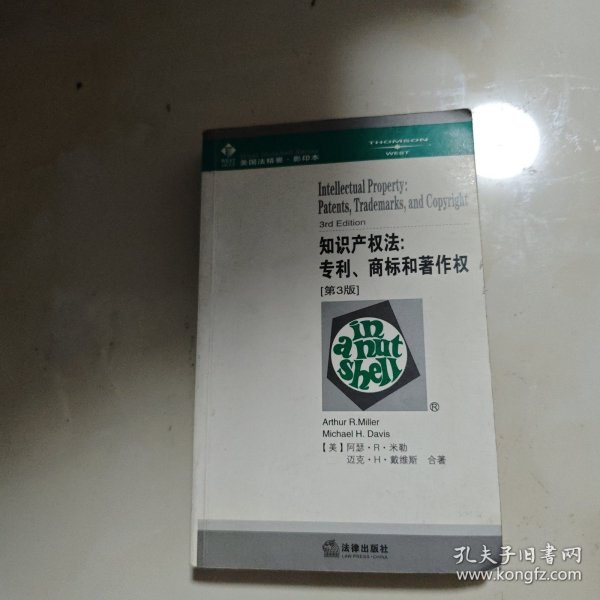 美国法精要·影印本
THOMSON
WEST
Intellectual Property:
Patents, Trademarks, and Copyright
3rd Edition
知识产权法:
专利、商标和著作权
[第3版]
in
a nut
shell
®
Arthur R.Miller
Michael H. Davis
【美】阿瑟·R·米勒
迈克·H·戴维斯 合著
法律出版社
LAW PRESS·CHINA
孔夫子旧书网
www.kongfz.com